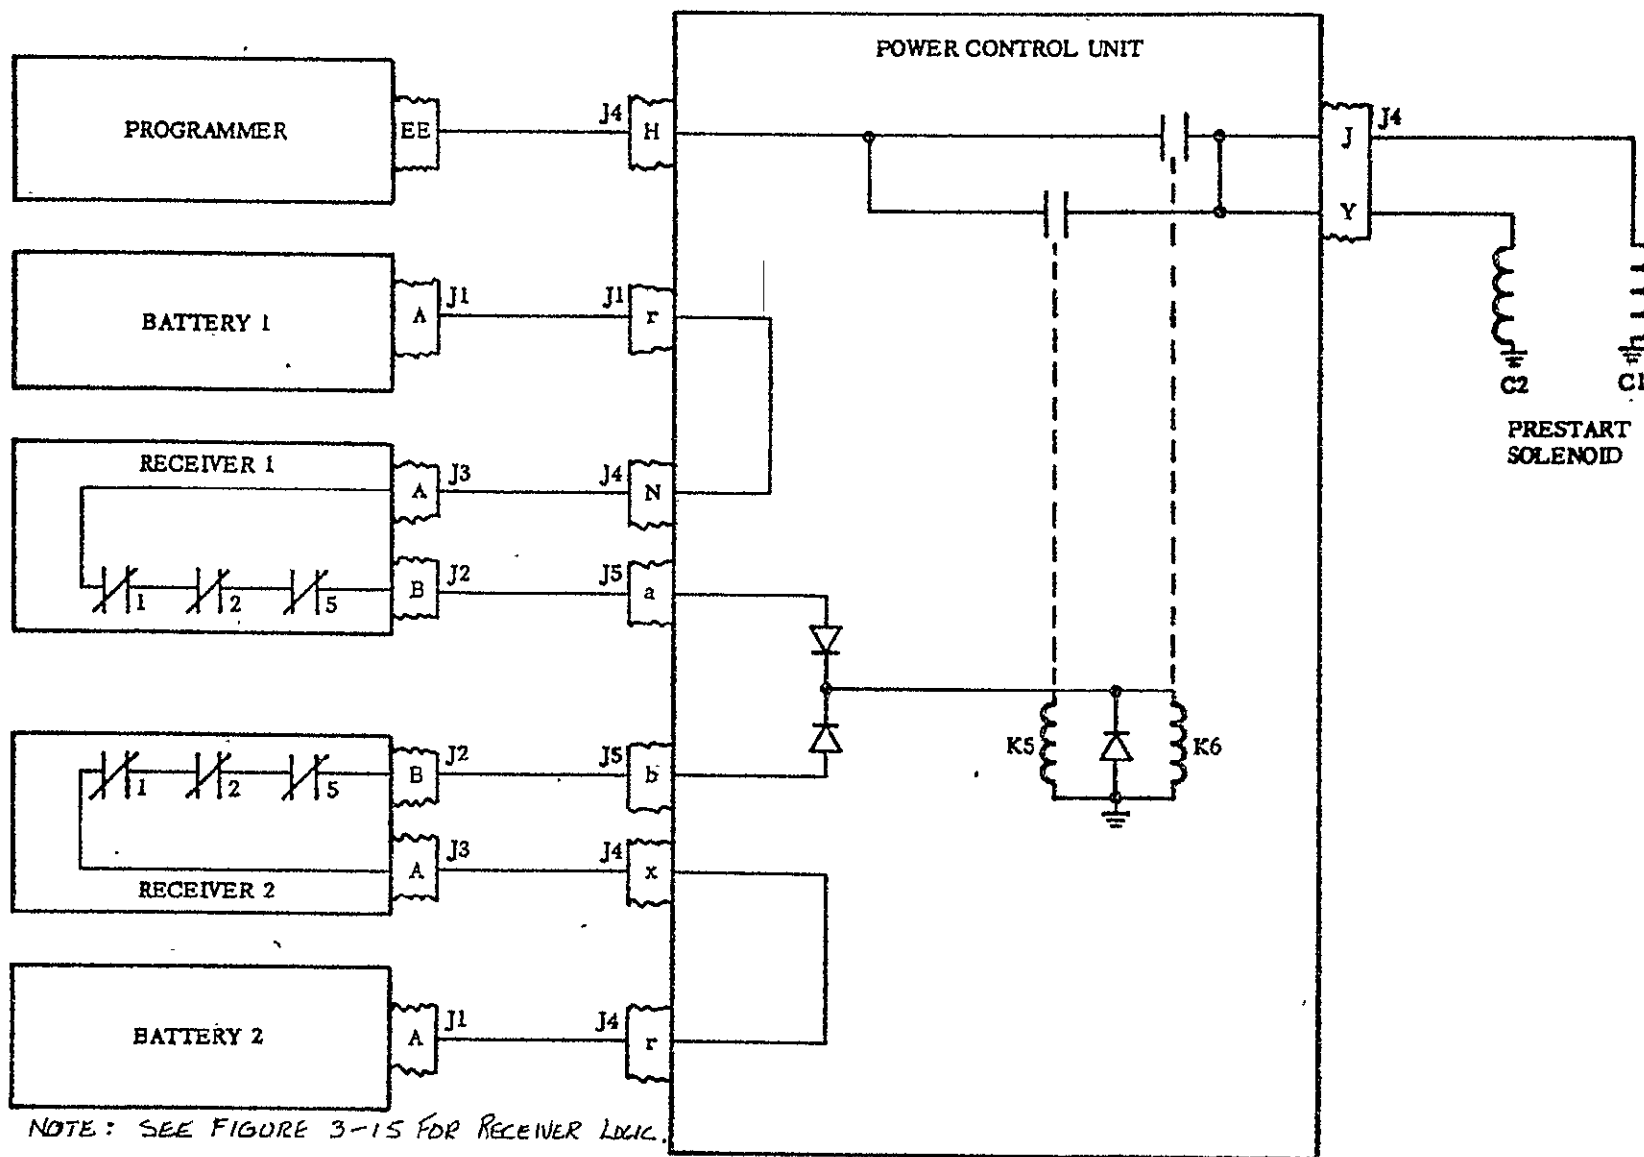 POWER CONTROL UNIT
PROGRAMMER
EE
J4
H
J
J4
Y
BATTERY 1
A
J1
J1
r
C2
C1
PRESTART
SOLENOID
RECEIVER 1
A
J3
J4
N
1
2
5
B
J2
J5
a
1
2
5
B
J2
J5
b
K5
K6
RECEIVER 2
A
J3
J4
x
BATTERY 2
A
J1
J4
r
NOTE: SEE FIGURE 3-15 FOR RECEIVER LOGIC.